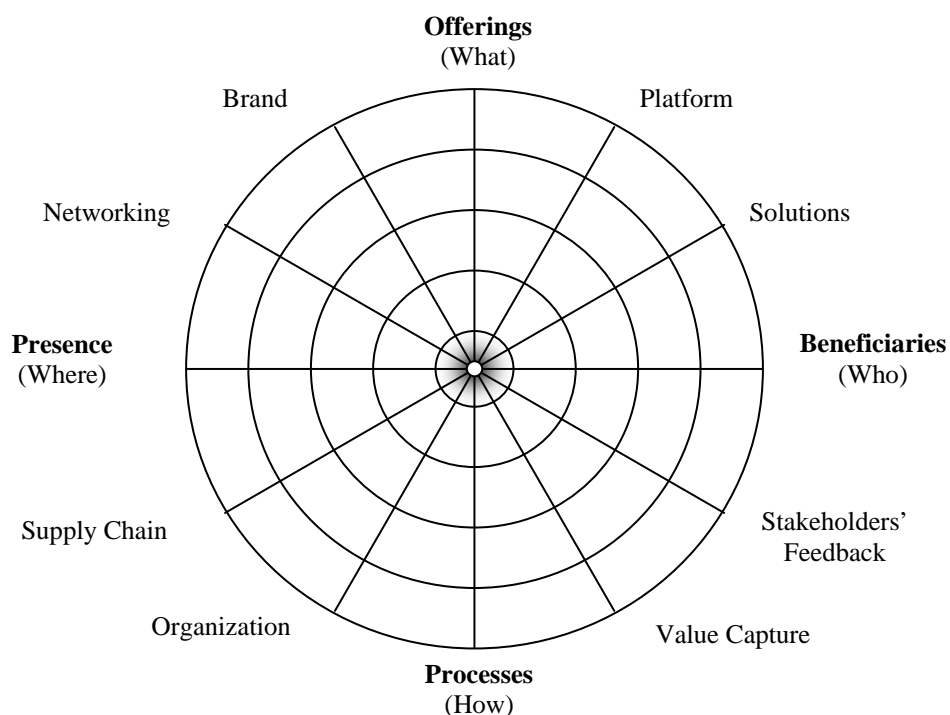 Offerings
(What)
Brand
Platform
Networking
Solutions
Presence
(Where)
Beneficiaries
(Who)
Supply Chain
Stakeholders’
Feedback
Organization
Value Capture
Processes
(How)